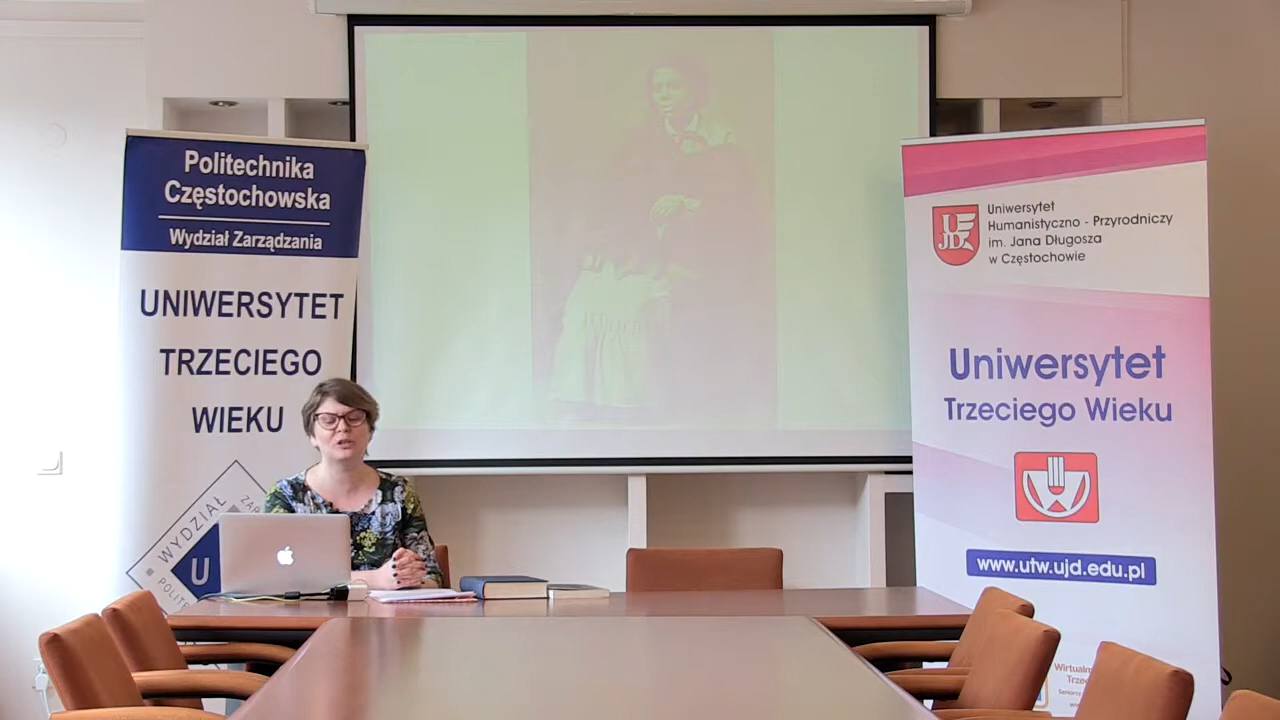 Politechnika
Częstochowska
Wydział Zarządzania
UNIWERSYTET
TRZECIEGO
WIEKU
WYDZIAŁ
U
UJD
Uniwersytet
Humanistyczno - Przyrodniczy
im. Jana Długosza
w Częstochowie
Uniwersytet
Trzeciego Wieku
www.utw.ujd.edu.pl